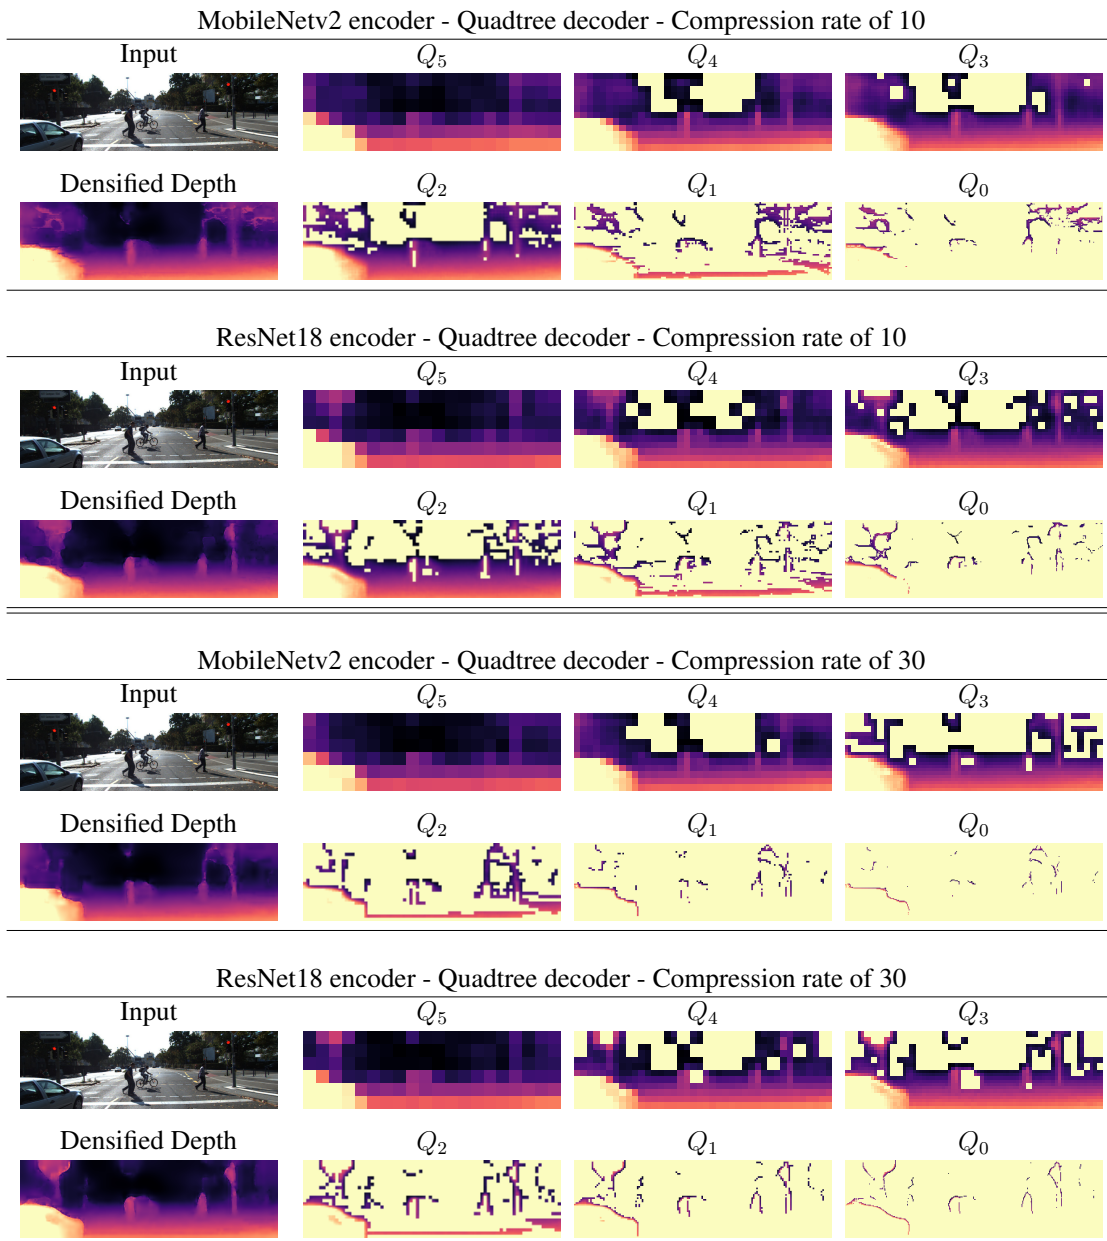 MobileNetv2 encoder - Quadtree decoder - Compression rate of 10
Input Q5 Q4 Q3
Densified Depth Q2 Q1 Q0
ResNet18 encoder - Quadtree decoder - Compression rate of 10
Input Q5 Q4 Q3
Densified Depth Q2 Q1 Q0
MobileNetv2 encoder - Quadtree decoder - Compression rate of 30
Input Q5 Q4 Q3
Densified Depth Q2 Q1 Q0
ResNet18 encoder - Quadtree decoder - Compression rate of 30
Input Q5 Q4 Q3
Densified Depth Q2 Q1 Q0